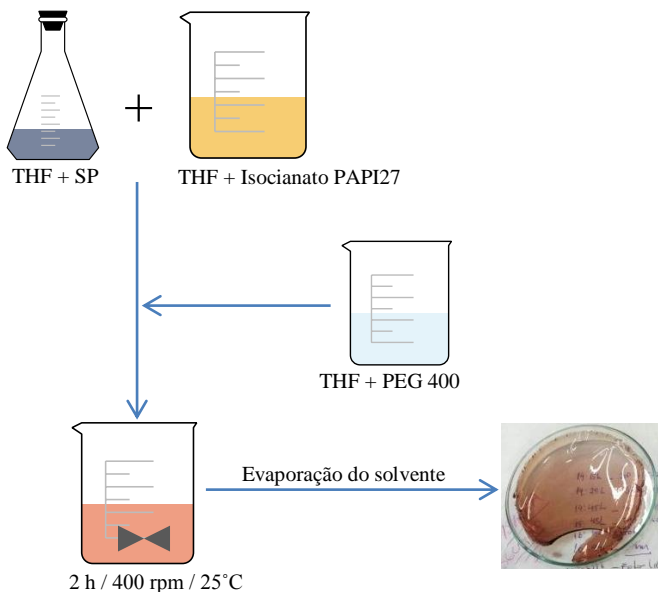 THF + SP
+
THF + Isocianato PAPI27
THF + PEG 400
Evaporação do solvente
2 h / 400 rpm / 25˚C